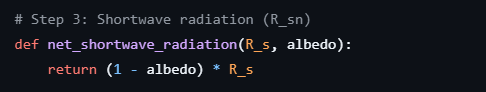 # Step 3: Shortwave radiation (R_sn)
def net_shortwave_radiation(R_s, albedo):
    return (1 - albedo) * R_s